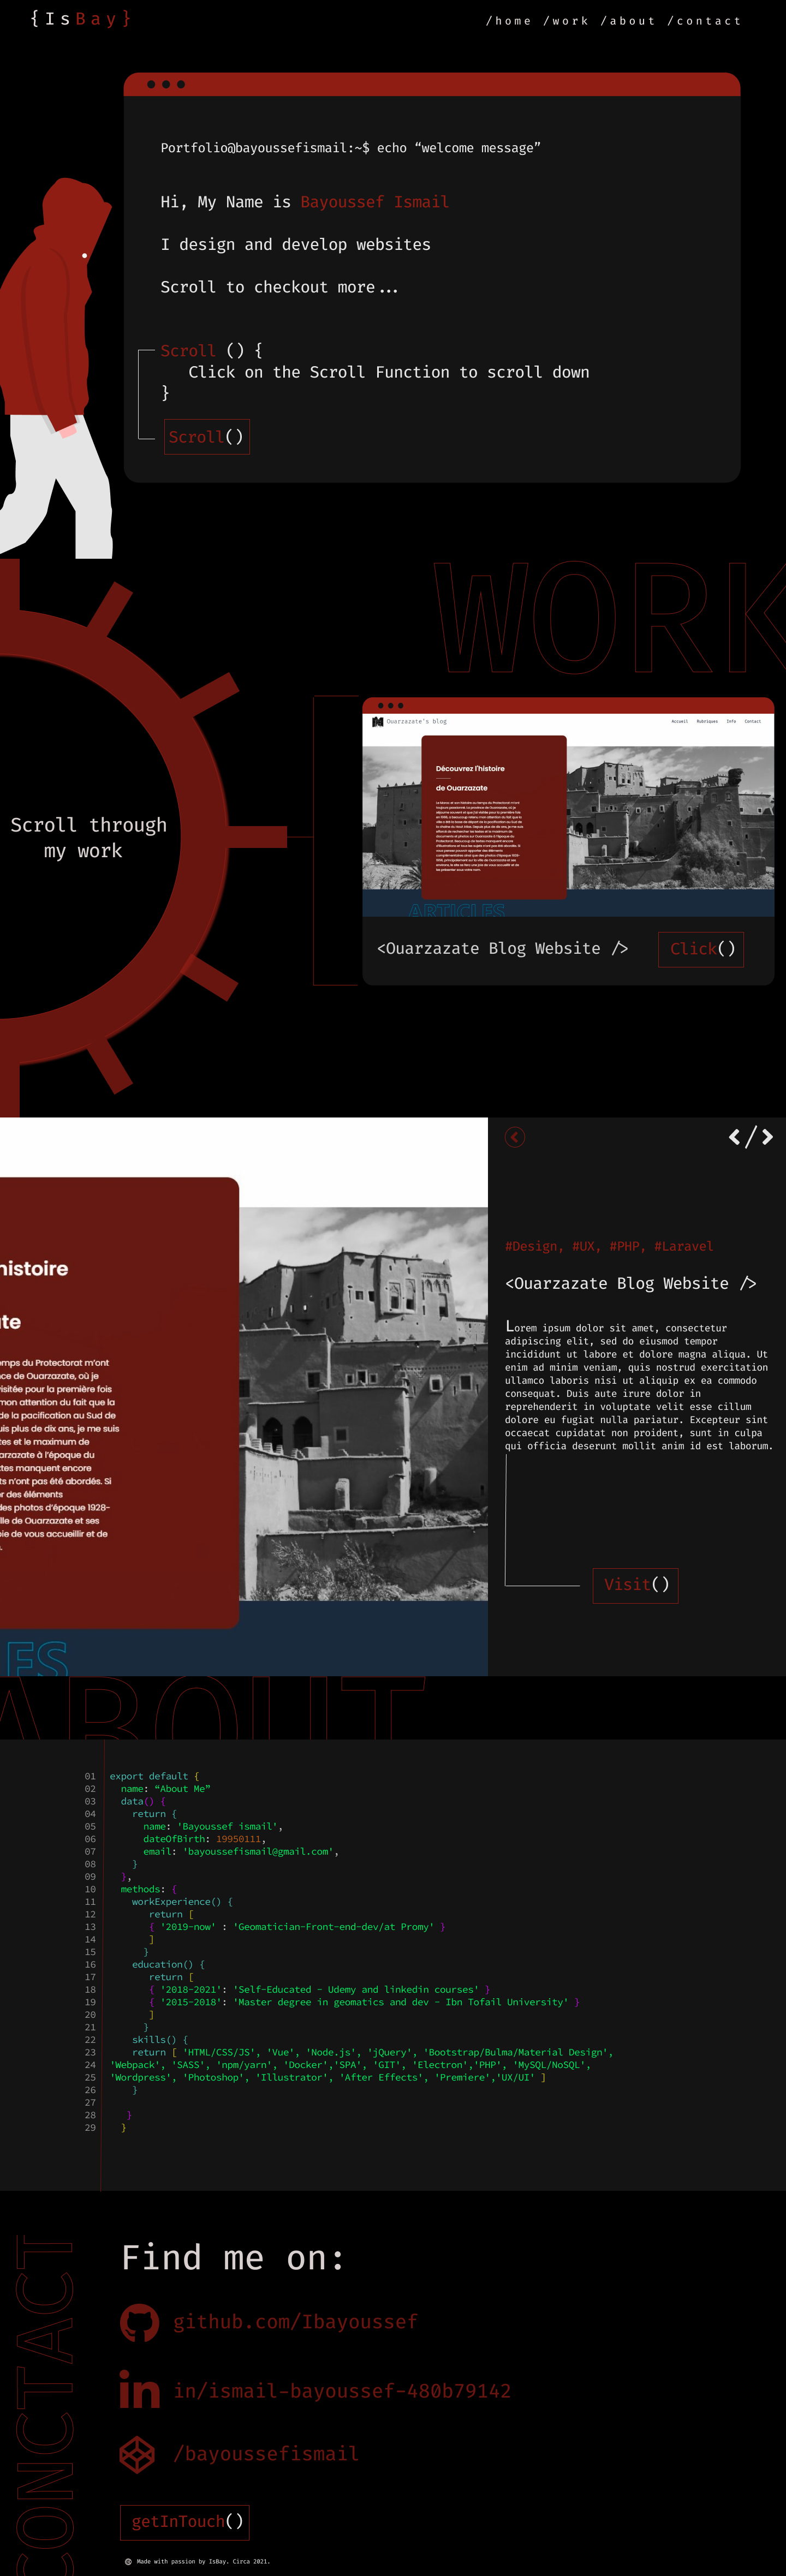 {IsBay}
/home /work /about /contact
Portfolio@bayoussefismail:~$ echo “welcome message”
Hi, My Name is Bayoussef Ismail
I design and develop websites
Scroll to checkout more...
Scroll () {
Click on the Scroll Function to scroll down
}
Scroll()
WORK
Scroll through
my work
Ouarzazate's blog
Accueil Rubriques Info Contact
Découvrez l'histoire
de Ouarzazate
ARTICLES
<Ouarzazate Blog Website />
Click()
</>
histoire
te
emps du Protectorat m'ont
nce de Ouarzazate, où je
visitée pour la première fois
mon attention du fait que la
de la pacification au Sud de
uis plus de dix ans, je me suis
tes et le maximum de
arzazate à l'époque du
xtes manquent encore
ts n'ont pas été abordés. Si
er des éléments
des photos d'époque 1928-
lle de Ouarzazate et ses
oie de vous accueillir et de
ES
#Design, #UX, #PHP, #Laravel
<Ouarzazate Blog Website />
Lorem ipsum dolor sit amet, consectetur
adipiscing elit, sed do eiusmod tempor
incididunt ut labore et dolore magna aliqua. Ut
enim ad minim veniam, quis nostrud exercitation
ullamco laboris nisi ut aliquip ex ea commodo
consequat. Duis aute irure dolor in
reprehenderit in voluptate velit esse cillum
dolore eu fugiat nulla pariatur. Excepteur sint
occaecat cupidatat non proident, sunt in culpa
qui officia deserunt mollit anim id est laborum.
Visit()
ABOUT
01 export default {
02 name: “About Me”
03 data() {
04 return {
05 name: 'Bayoussef ismail',
06 dateOfBirth: 19950111,
07 email: 'bayoussefismail@gmail.com',
08 }
09 },
10 methods: {
11 workExperience() {
12 return [
13 { '2019-now' : 'Geomatician-Front-end-dev/at Promy' }
14 ]
15 }
16 education() {
17 return [
18 { '2018-2021': 'Self-Educated - Udemy and linkedin courses' }
19 { '2015-2018': 'Master degree in geomatics and dev - Ibn Tofail University' }
20 ]
21 }
22 skills() {
23 return [ 'HTML/CSS/JS', 'Vue', 'Node.js', 'jQuery', 'Bootstrap/Bulma/Material Design',
24 'Webpack', 'SASS', 'npm/yarn', 'Docker','SPA', 'GIT', 'Electron','PHP', 'MySQL/NoSQL',
25 'Wordpress', 'Photoshop', 'Illustrator', 'After Effects', 'Premiere','UX/UI' ]
26 }
27
28 }
29 }
CONCTACT
Find me on:
github.com/Ibayoussef
in/ismail-bayoussef-480b79142
/bayoussefismail
getInTouch()
Made with passion by IsBay. Circa 2021.